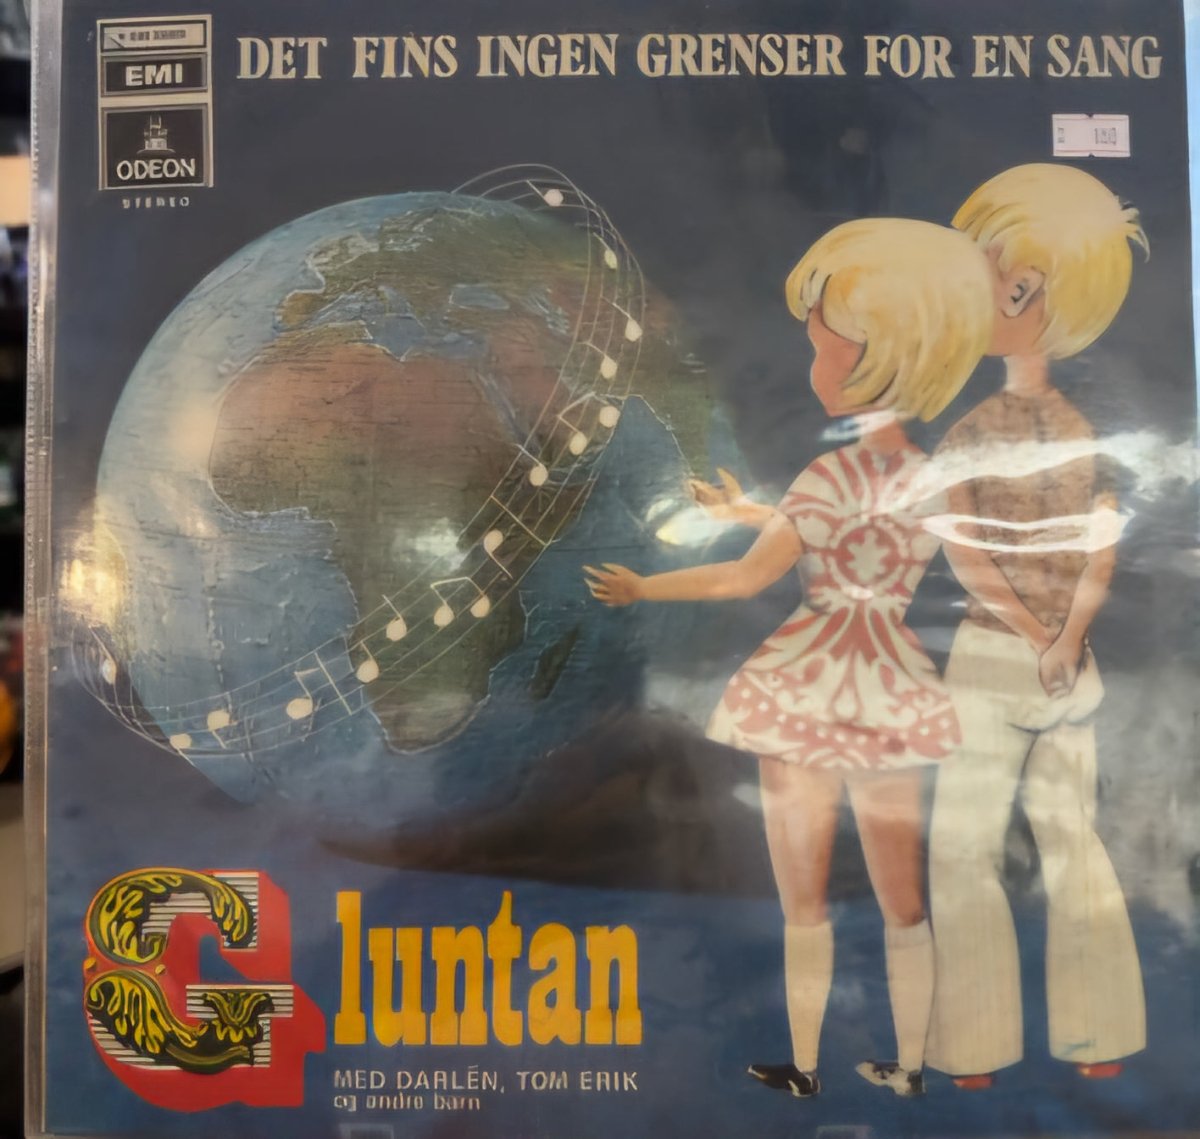 DET FINS INGEN GRENSER FOR EN SANG
EMI
ODEON
STEREO
Gluntan
MED DARLÉN, TOM ERIK
og andre barn